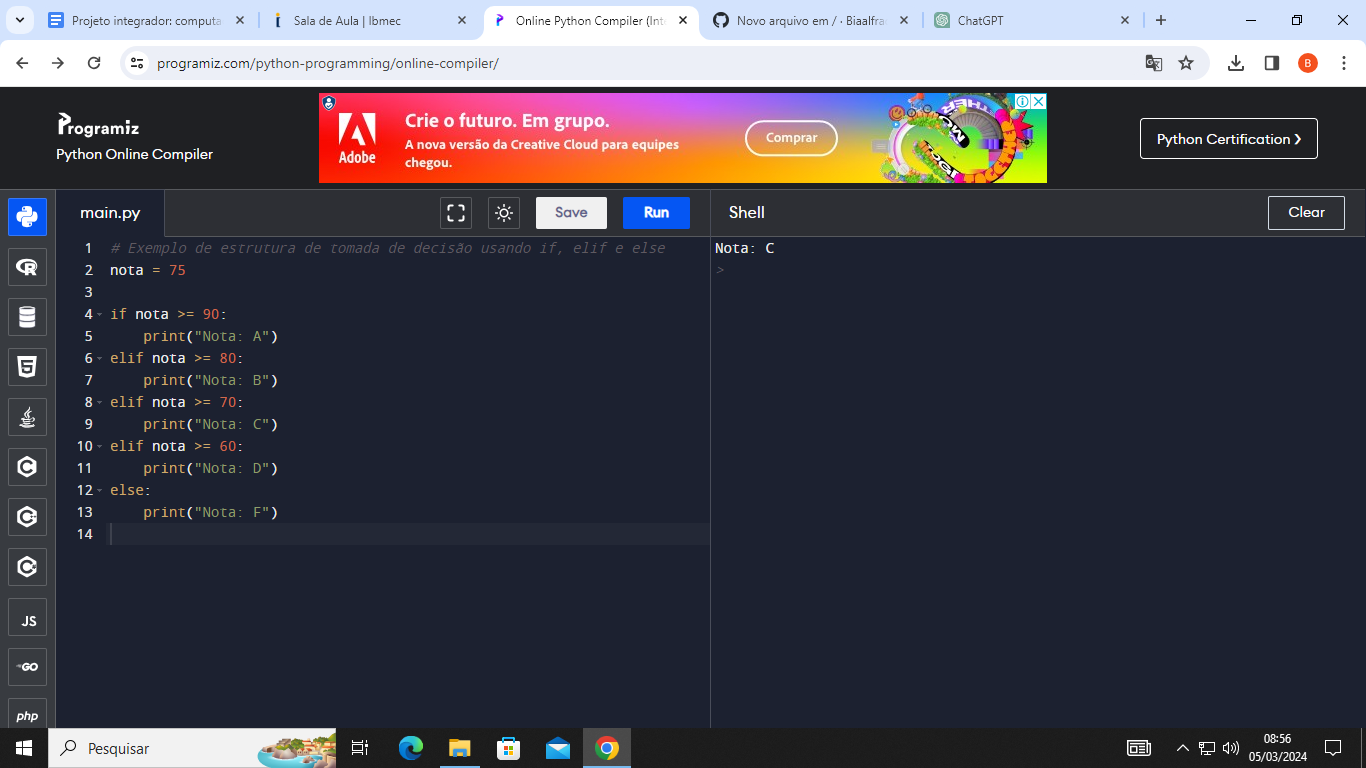 Projeto integrador: computa
Sala de Aula | Ibmec
Online Python Compiler (Inte
Novo arquivo em / · Biaalfra
ChatGPT
programiz.com/python-programming/online-compiler/
B
Programiz
Python Online Compiler
Adobe
Crie o futuro. Em grupo.
A nova versão da Creative Cloud para equipes
chegou.
Comprar
Python Certification ❯
main.py
Save
Run
Shell
Clear
1 # Exemplo de estrutura de tomada de decisão usando if, elif e else
2 nota = 75
3
4 if nota >= 90:
5     print("Nota: A")
6 elif nota >= 80:
7     print("Nota: B")
8 elif nota >= 70:
9     print("Nota: C")
10 elif nota >= 60:
11     print("Nota: D")
12 else:
13     print("Nota: F")
14
Nota: C
>
JS
GO
php
Pesquisar
08:56
05/03/2024